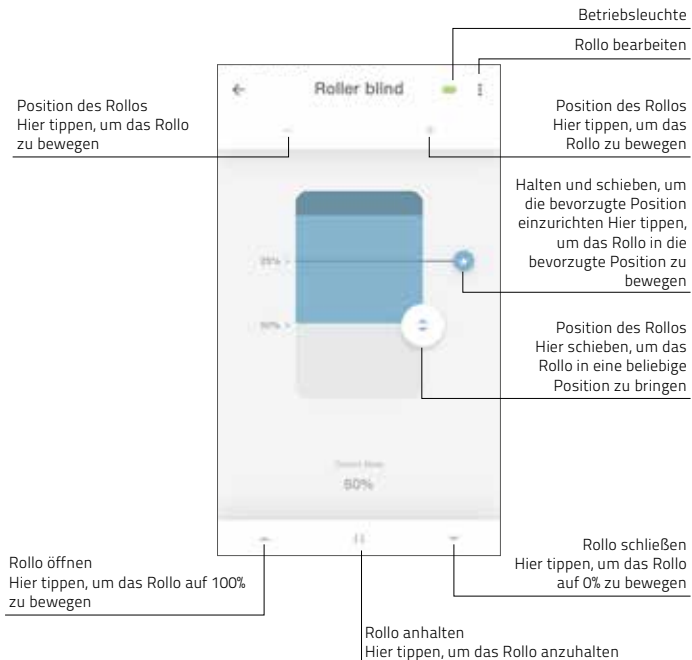 Betriebsleuchte
Rollo bearbeiten
Roller blind
Position des Rollos
Hier tippen, um das Rollo
zu bewegen
Position des Rollos
Hier tippen, um das
Rollo zu bewegen
Halten und schieben, um
die bevorzugte Position
einzurichten Hier tippen,
um das Rollo in die
bevorzugte Position zu
bewegen
25%
50%
Position des Rollos
Hier schieben, um das
Rollo in eine beliebige
Position zu bringen
50%
Rollo öffnen
Hier tippen, um das Rollo auf 100%
zu bewegen
Rollo schließen
Hier tippen, um das Rollo
auf 0% zu bewegen
Rollo anhalten
Hier tippen, um das Rollo anzuhalten